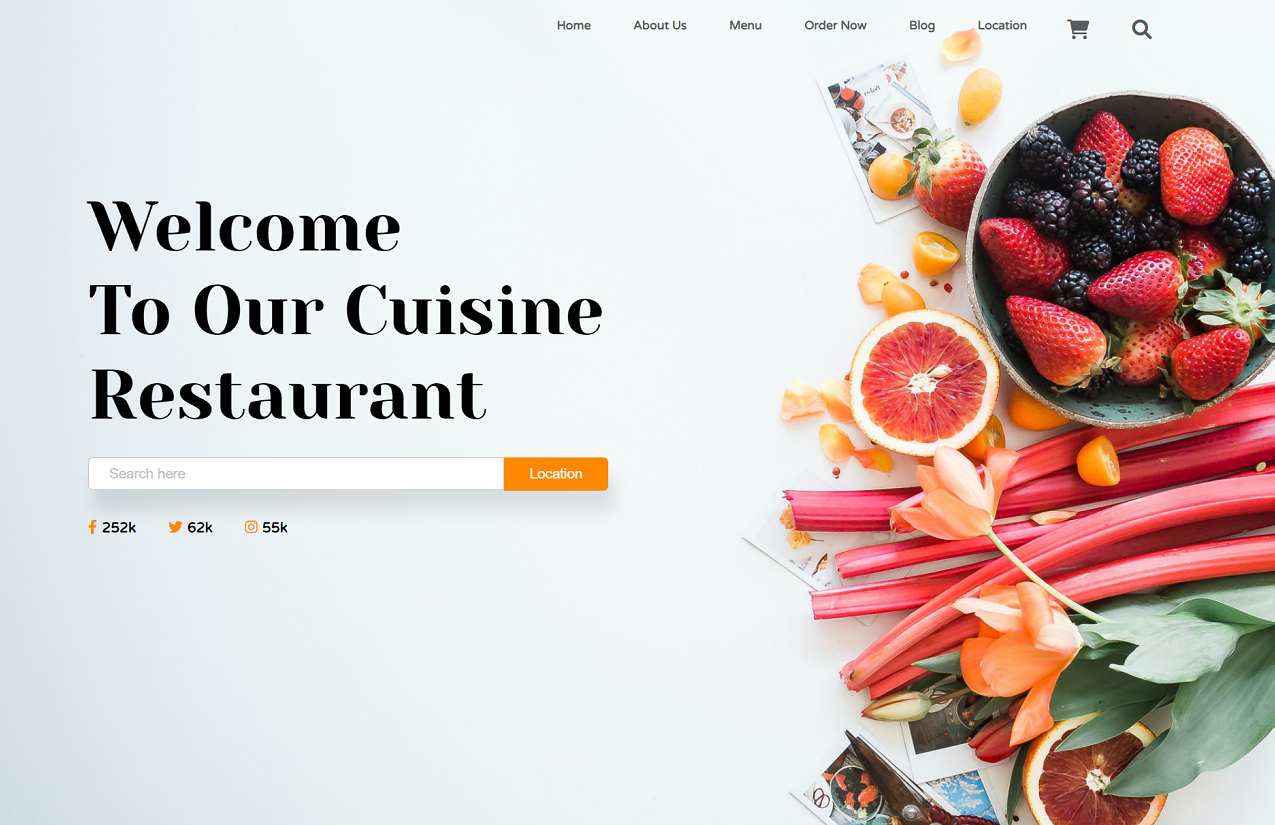 Home About Us Menu Order Now Blog Location
Welcome
To Our Cuisine
Restaurant
Search here Location
252k 62k 55k